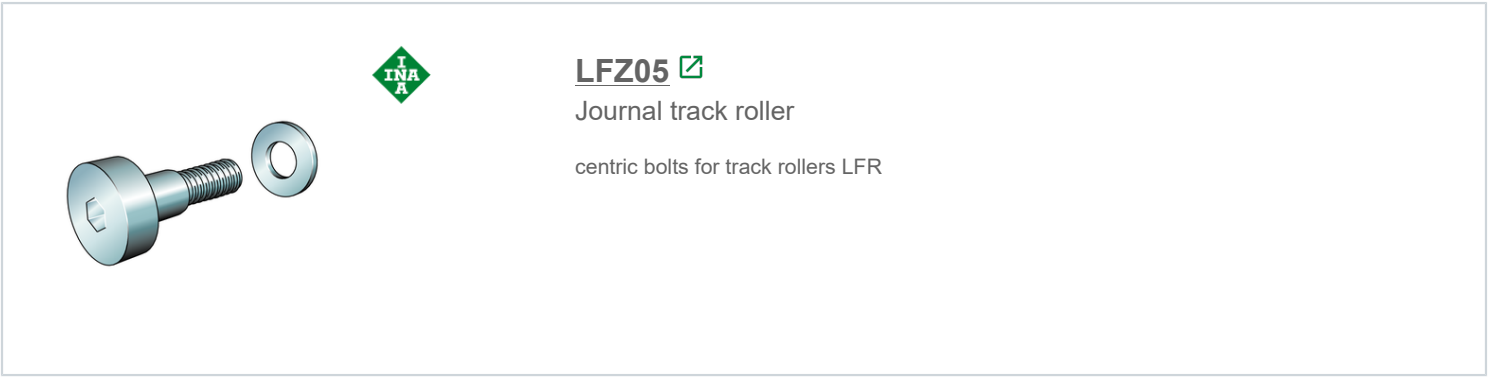 I
INA
A
LFZ05
Journal track roller
centric bolts for track rollers LFR